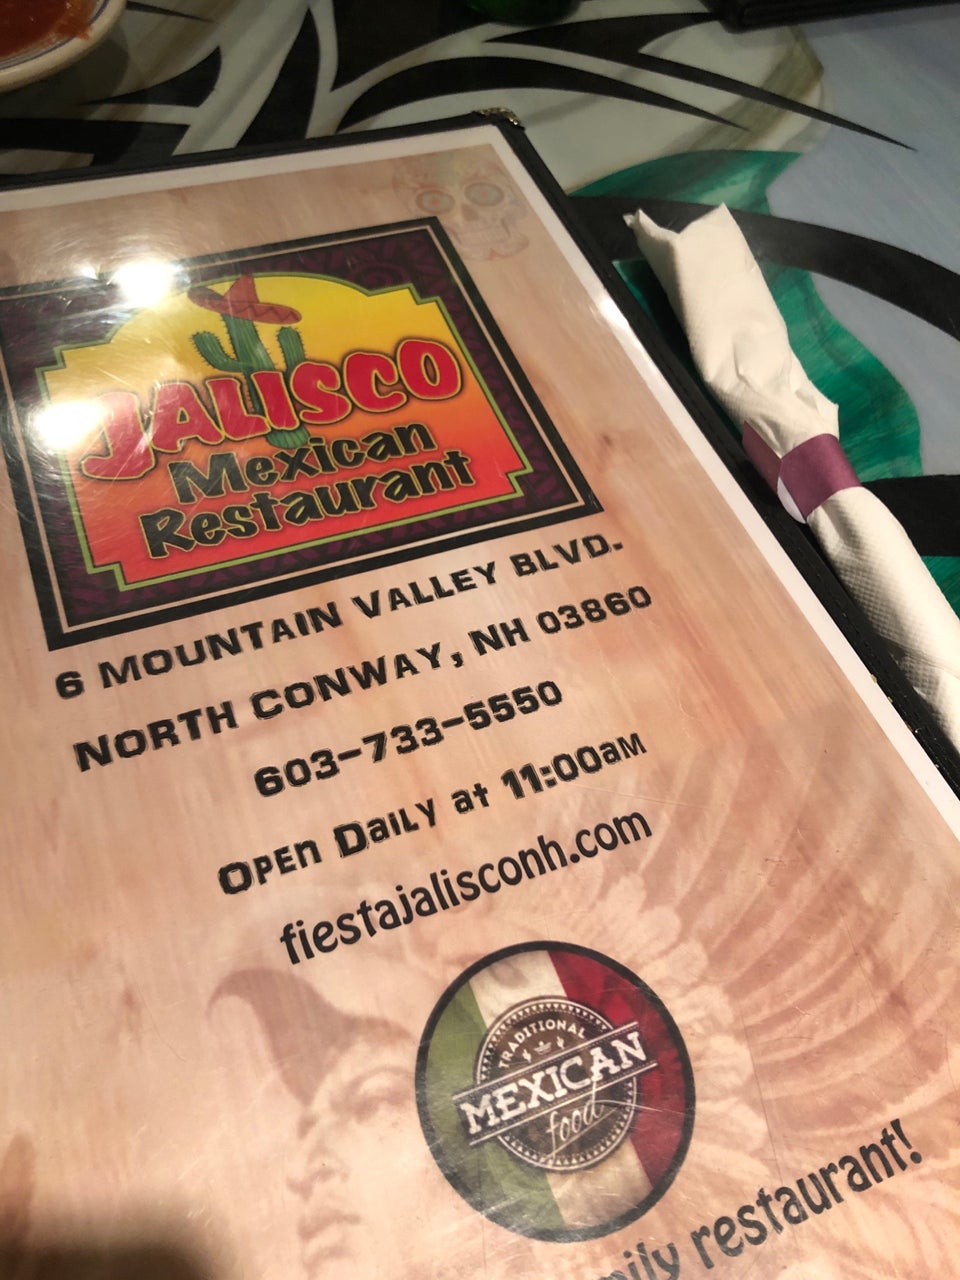 JALISCO
Mexican
Restaurant
6 MOUNTAIN VALLEY BLVD.
NORTH CONWAY, NH 03860
603-733-5550
OPEN DAILY at 11:00aM
fiestajalisconh.com
TRADITIONAL
MEXICAN
food
restaurant!